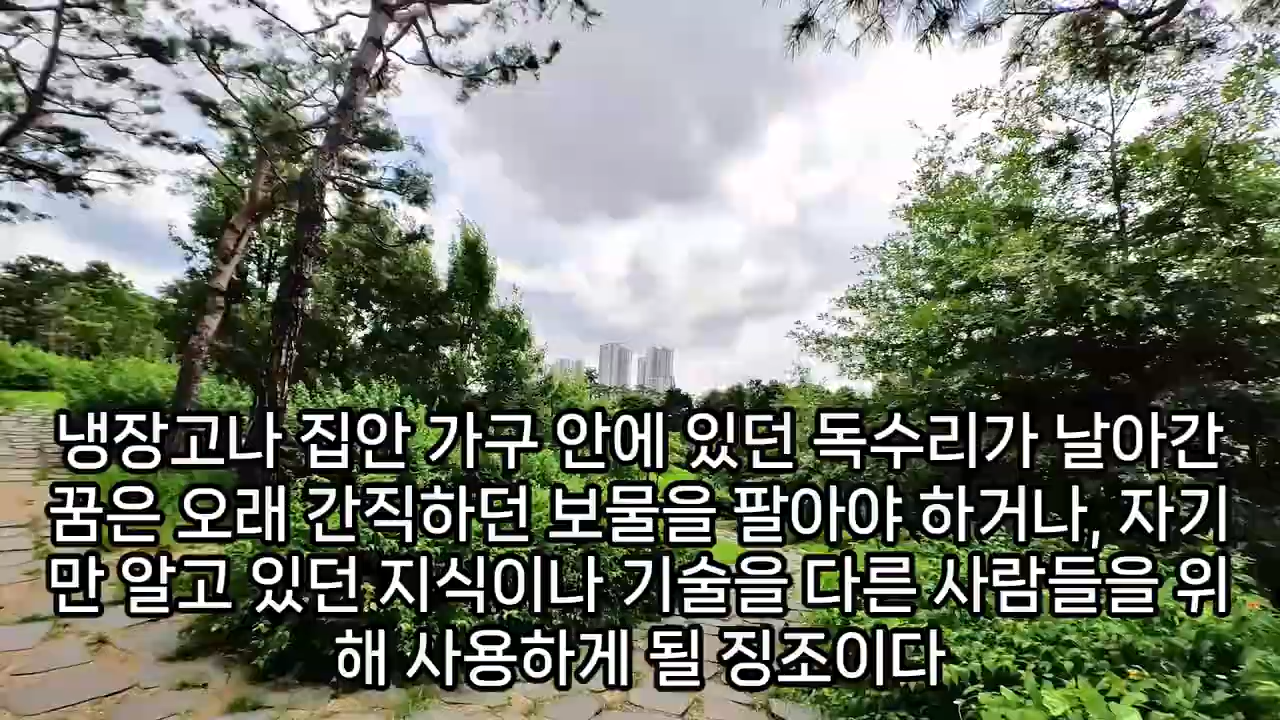 냉장고나 집안 가구 안에 있던 독수리가 날아간
꿈은 오래 간직하던 보물을 팔아야 하거나, 자기
만 알고 있던 지식이나 기술을 다른 사람들을 위
해 사용하게 될 징조이다